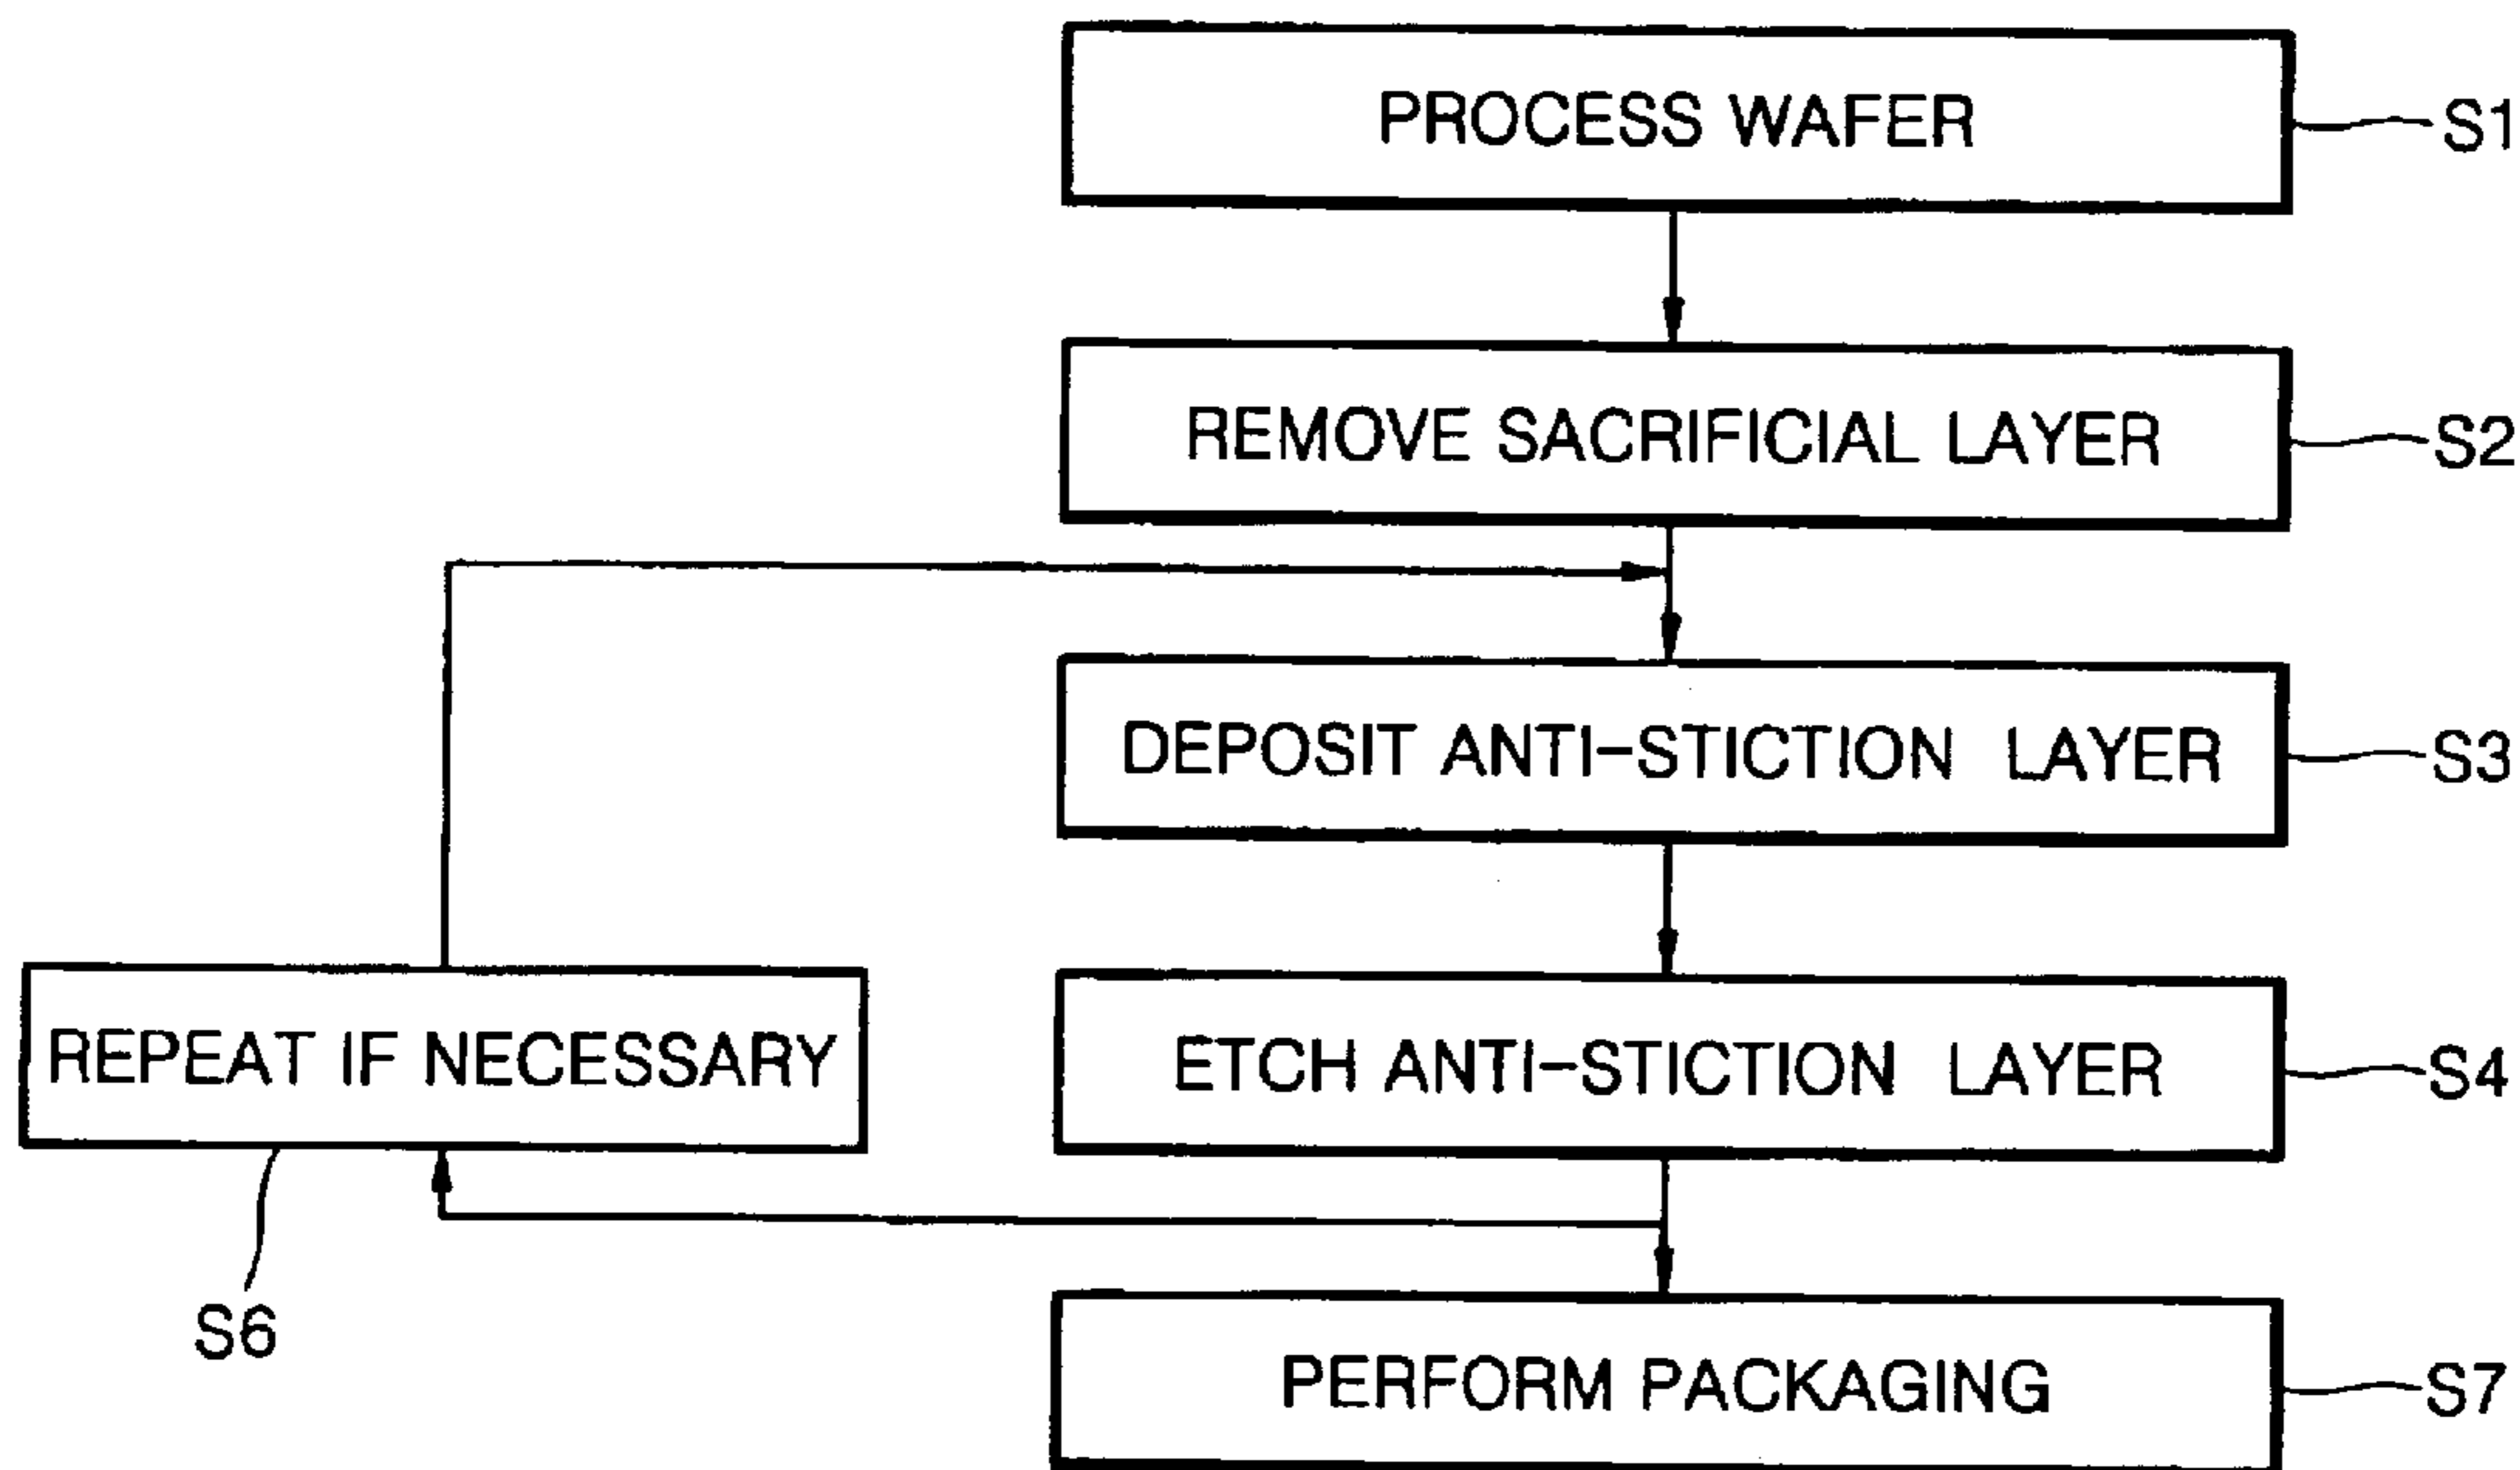 PROCESS WAFER
S1
REMOVE SACRIFICIAL LAYER
S2
DEPOSIT ANTI-STICTION LAYER
S3
REPEAT IF NECESSARY
ETCH ANTI-STICTION LAYER
S4
S6
PERFORM PACKAGING
S7